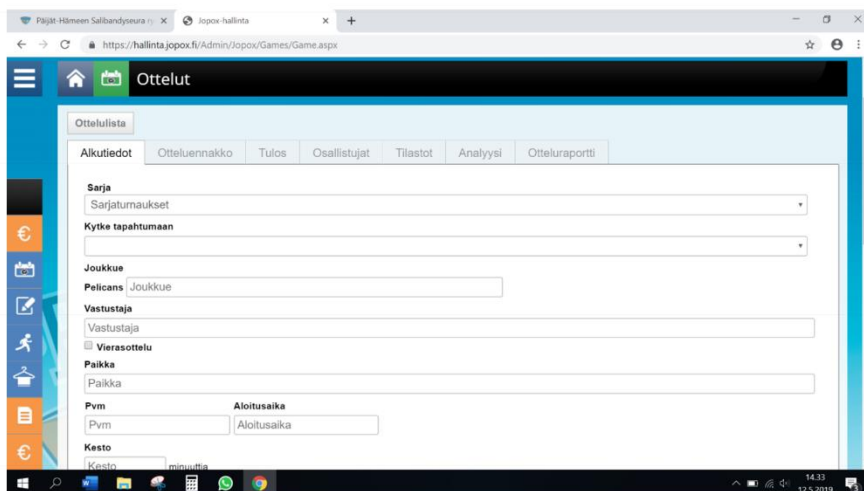 Päijät-Hämeen Salibandyseura ry
Jopox-hallinta
https://hallinta.jopox.fi/Admin/Jopox/Games/Game.aspx
Ottelut
Ottelulista
Alkutiedot Otteluennakko Tulos Osallistujat Tilastot Analyysi Otteluraportti
Sarja
Sarjaturnaukset
Kytke tapahtumaan
Joukkue
Pelicans Joukkue
Vastustaja
Vastustaja
Vierasottelu
Paikka
Paikka
Pvm Aloitusaika
Pvm Aloitusaika
Kesto
Kesto minuuttia
14.33
12.5.2019